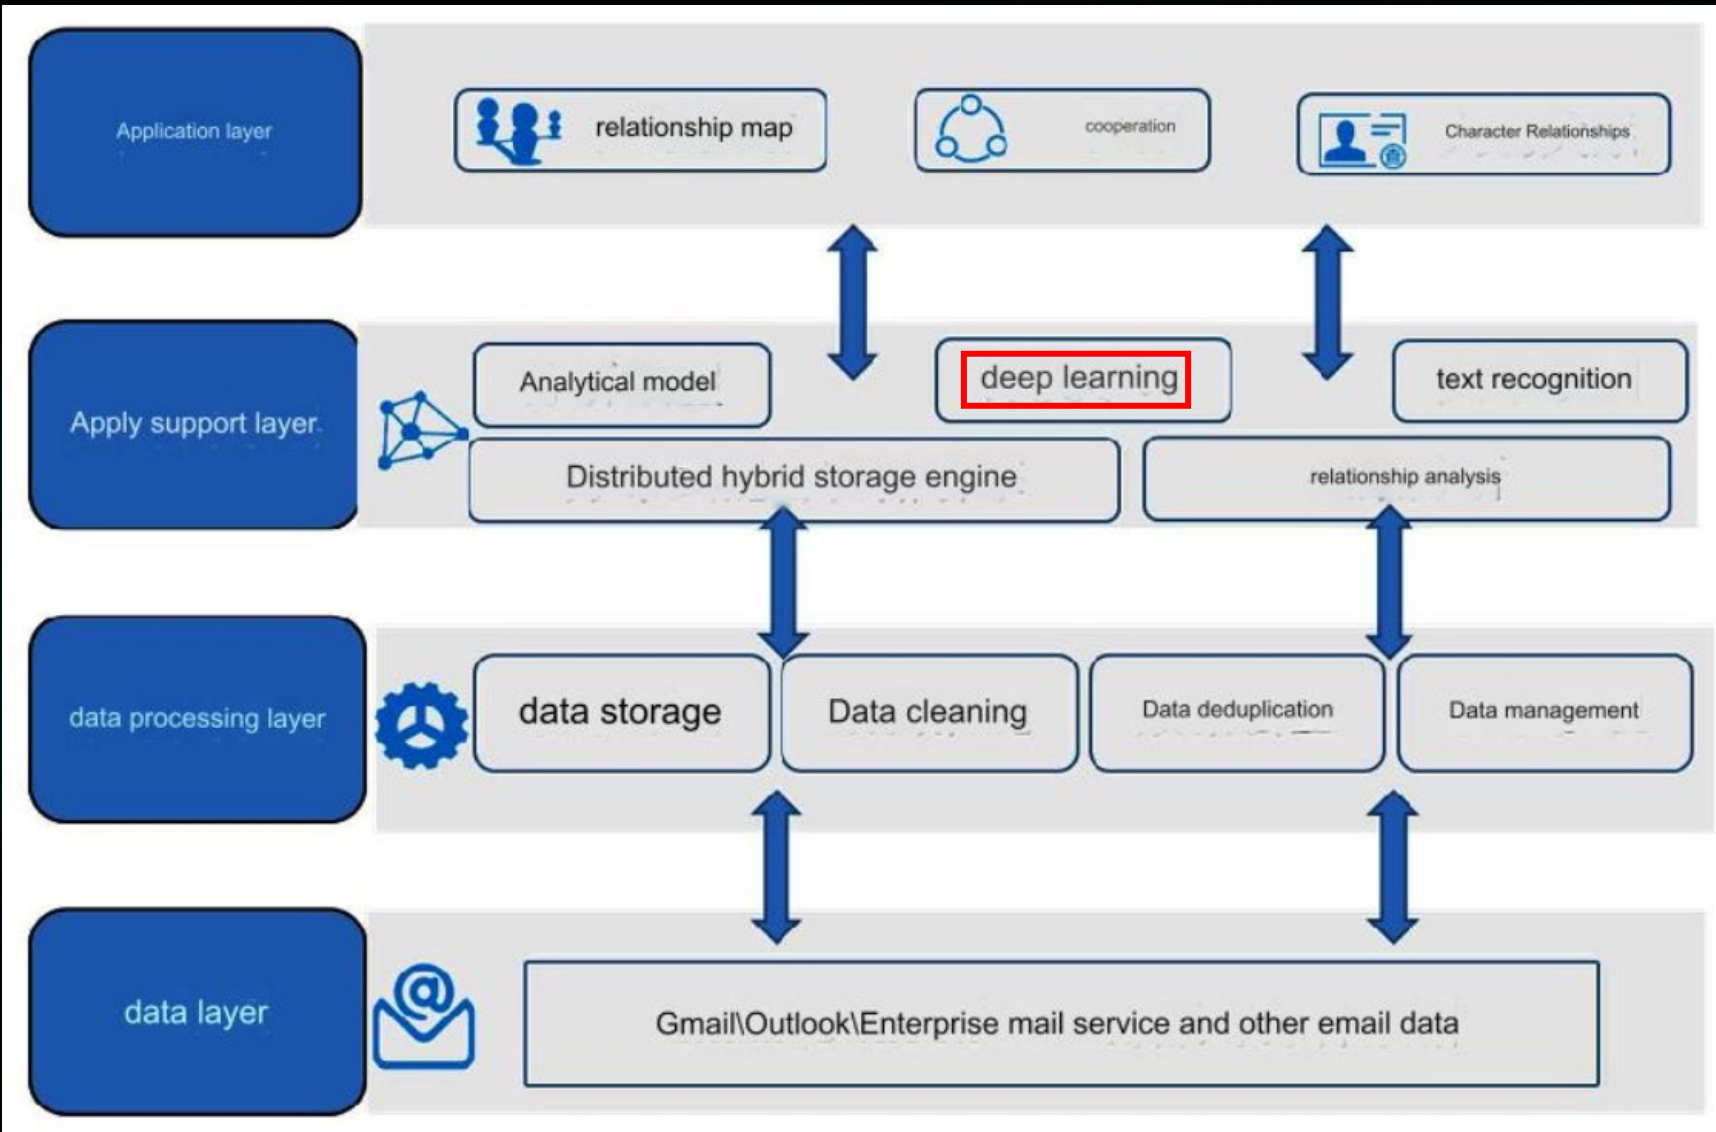 Application layer
relationship map
cooperation
Character Relationships
Apply support layer
Analytical model
deep learning
text recognition
Distributed hybrid storage engine
relationship analysis
data processing layer
data storage
Data cleaning
Data deduplication
Data management
data layer
Gmail\Outlook\Enterprise mail service and other email data